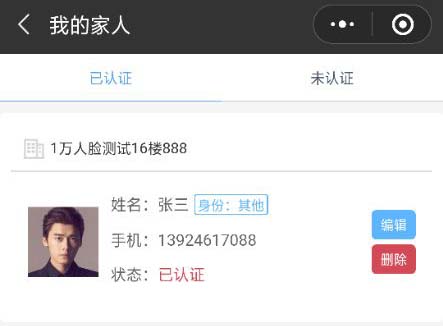 我的家人
已认证 未认证
1万人脸测试16楼888
姓名：张三 身份：其他
手机：13924617088
编辑
状态：已认证
删除